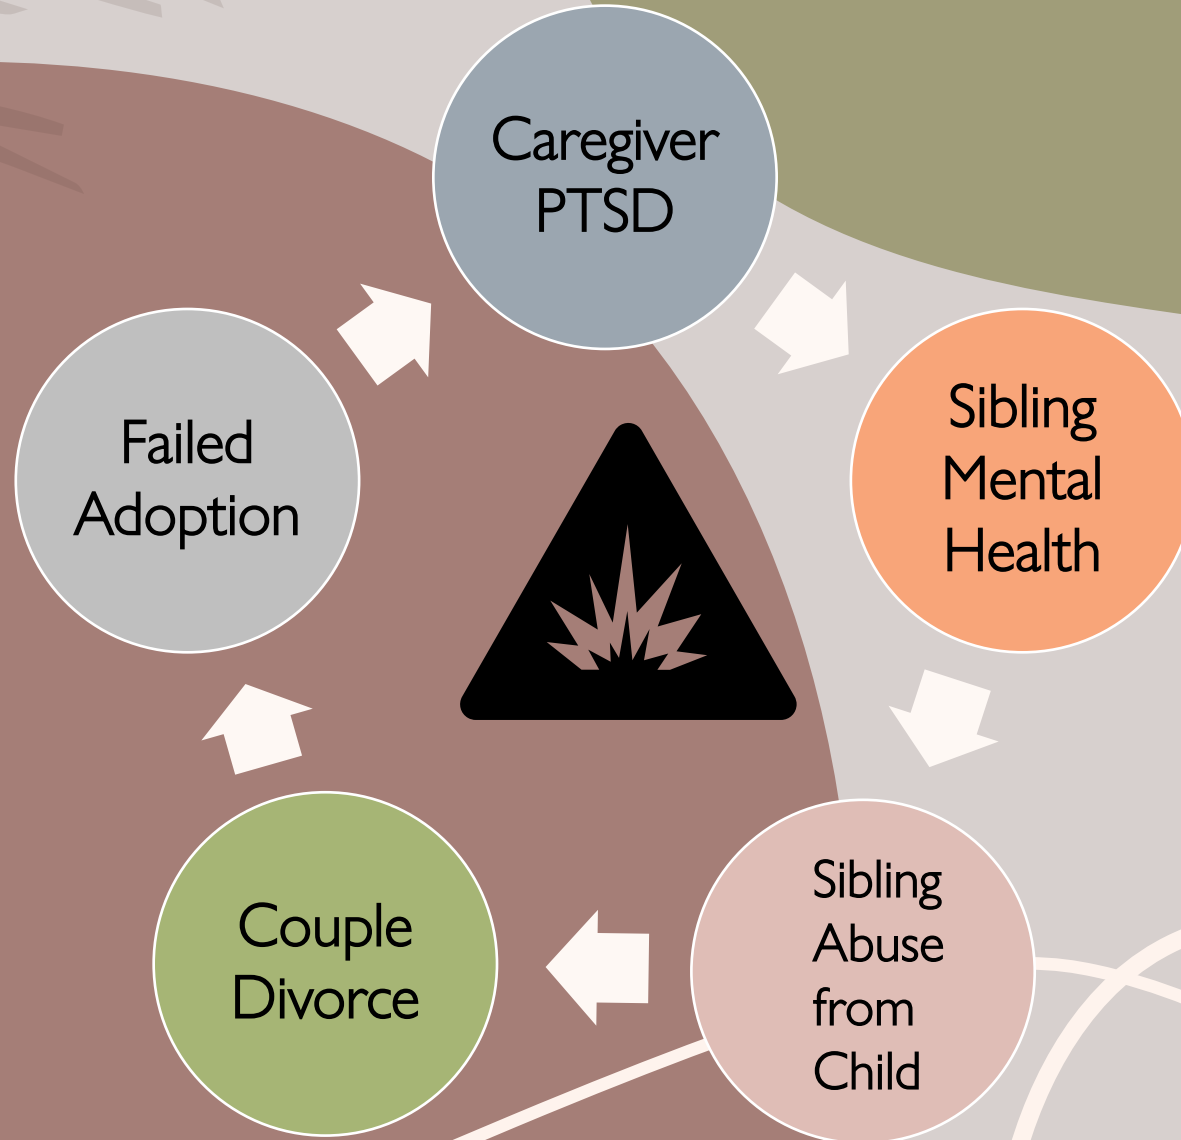 Caregiver
PTSD
Sibling
Mental
Health
Sibling
Abuse
from
Child
Couple
Divorce
Failed
Adoption